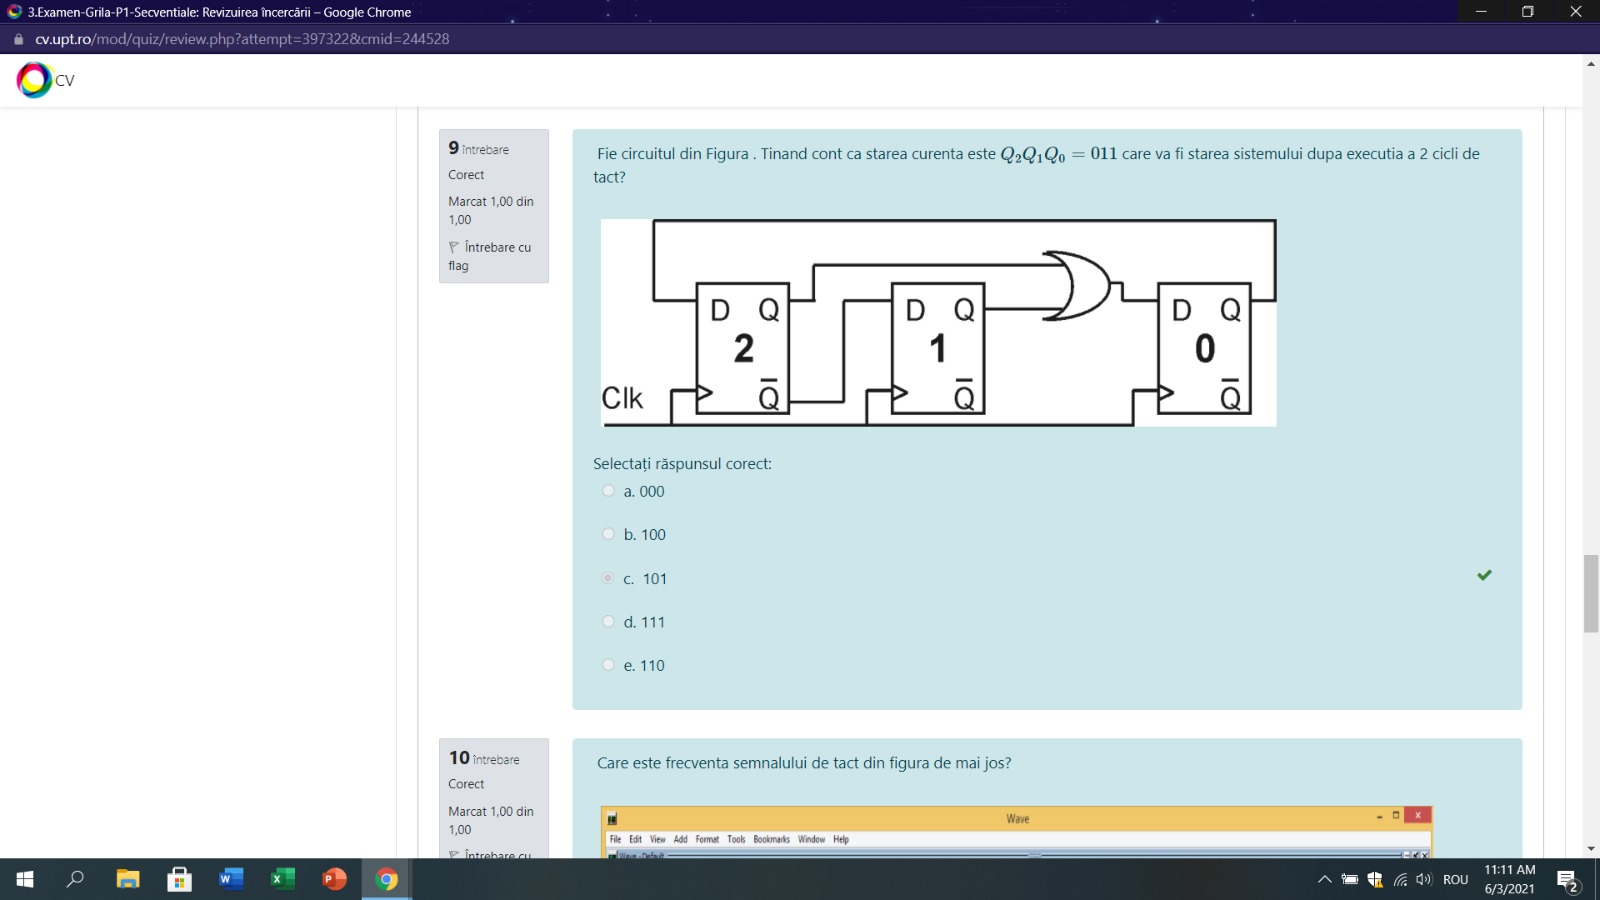 3.Examen-Grila-P1-Secventiale: Revizuirea încercării – Google Chrome
cv.upt.ro/mod/quiz/review.php?attempt=397322&cmid=244528
CV
9 întrebare
Corect
Marcat 1,00 din
1,00
Întrebare cu
flag
Fie circuitul din Figura . Tinand cont ca starea curenta este Q₂Q₁Q₀ = 011 care va fi starea sistemului dupa executia a 2 cicli de
tact?
D Q
2
Q̅
D Q
1
Q̅
D Q
0
Q̅
Clk
Selectați răspunsul corect:
a. 000
b. 100
c. 101
d. 111
e. 110
10 întrebare
Corect
Marcat 1,00 din
1,00
Întrebare cu
Care este frecventa semnalului de tact din figura de mai jos?
Wave
File Edit View Add Format Tools Bookmarks Window Help
Wave - Default
ROU
11:11 AM
6/3/2021
2